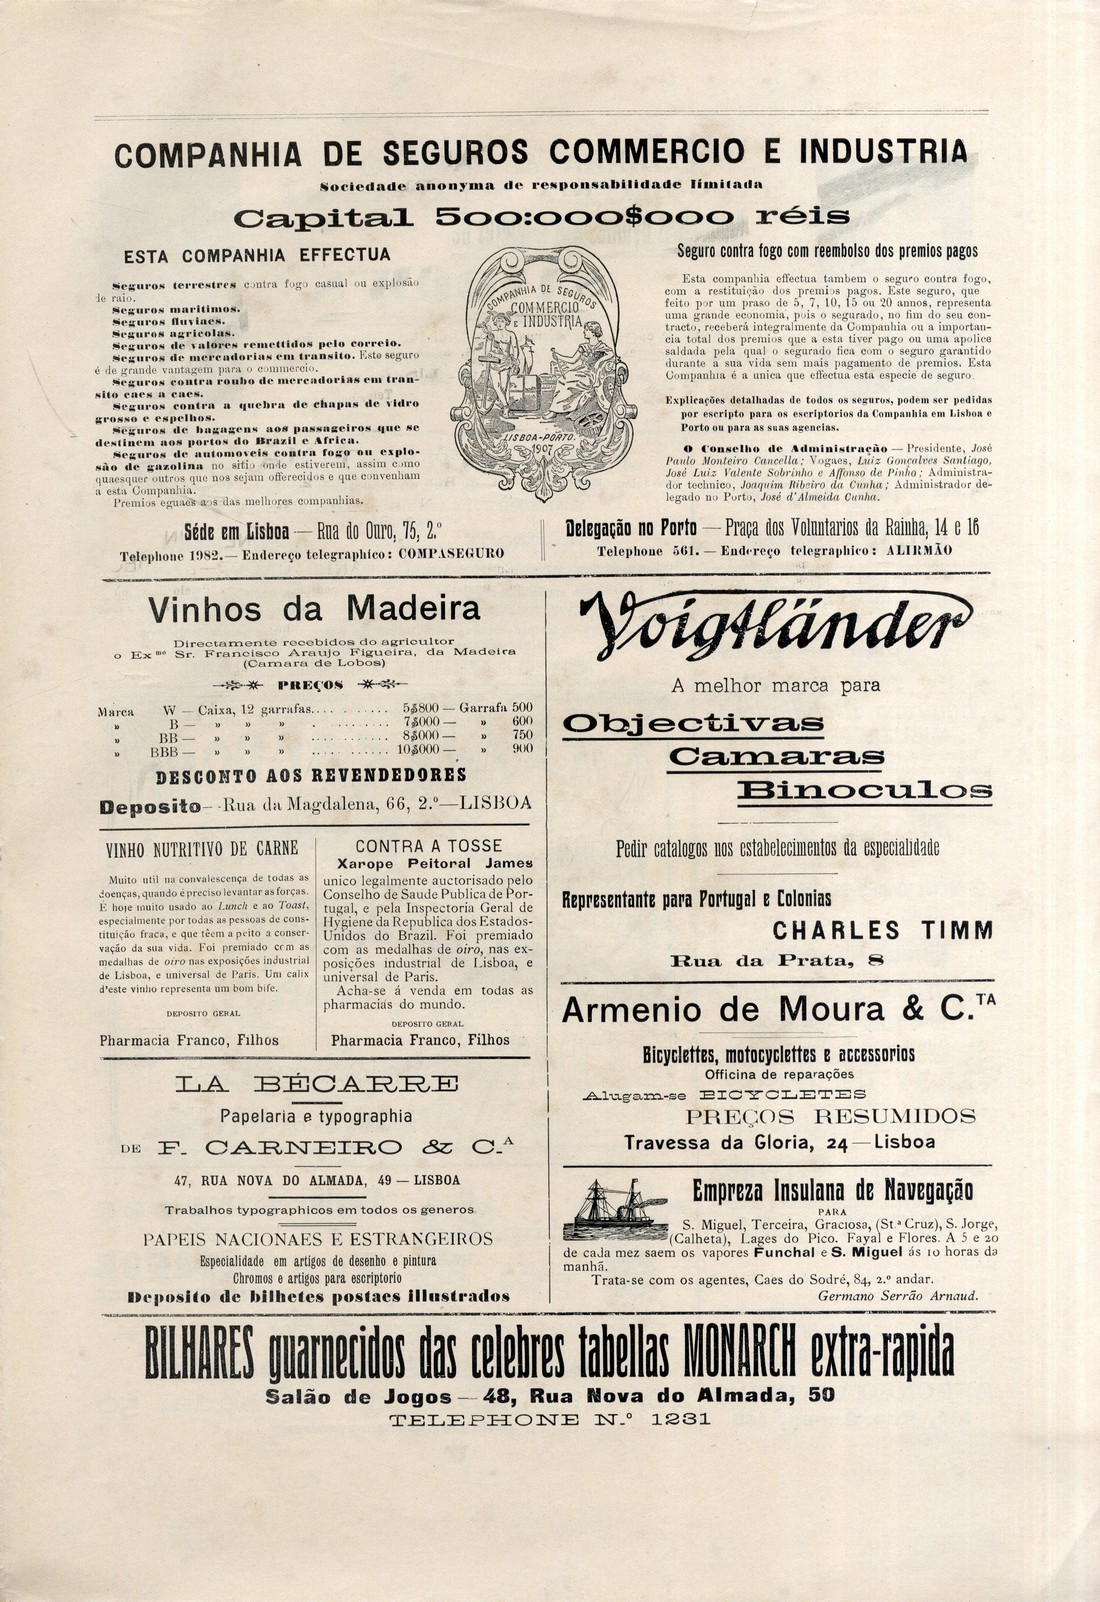 COMPANHIA DE SEGUROS COMMERCIO E INDUSTRIA
Sociedade anonyma de responsabilidade limitada
Capital 500:000$000 réis
ESTA COMPANHIA EFFECTUA
Seguros terrestres contra fogo casual ou explosão
de raio.
Seguros maritimos.
Seguros fluviaes.
Seguros agricolas.
Seguros de valores remettidos pelo correio.
Seguros de mercadorias em transito. Este seguro
é de grande vantagem para o commercio.
Seguros contra roubo de mercadorias em tran-
sito caes a caes.
Seguros contra a quebra de chapas de vidro
grosso e espelhos.
Seguros de bagagens aos passageiros que se
destinem aos portos do Brazil e Africa.
Seguros de automoveis contra fogo ou explo-
são de gazolina no sitio onde estiverem, assim como
quaesquer outros que nos sejam offerecidos e que convenham
a esta Companhia.
Premios eguaes aos das melhores companhias.
COMPANHIA DE SEGUROS
COMMERCIO
E INDUSTRIA
LISBOA-PORTO.
1907
Seguro contra fogo com reembolso dos premios pagos
Esta companhia effectua tambem o seguro contra fogo,
com a restituição dos premios pagos. Este seguro, que
feito por um praso de 5, 7, 10, 15 ou 20 annos, representa
uma grande economia, pois o segurado, no fim do seu con-
tracto, receberá integralmente da Companhia ou a importan-
cia total dos premios que a esta tiver pago ou uma apolice
saldada pela qual o segurado fica com o seguro garantido
durante a sua vida sem mais pagamento de premios. Esta
Companhia é a unica que effectua esta especie de seguro.
Explicações detalhadas de todos os seguros, podem ser pedidas
por escripto para os escriptorios da Companhia em Lisboa e
Porto ou para as suas agencias.
O Conselho de Administração — Presidente, José
Paulo Monteiro Cancella; Vogaes, Luiz Gonçalves Santiago,
José Luiz Valente Sobrinho e Affonso de Pinho; Administra-
dor technico, Joaquim Ribeiro da Cunha; Administrador de-
legado no Porto, José d'Almeida Cunha.
Séde em Lisboa — Rua do Ouro, 75, 2.º
Telephone 1982. — Endereço telegraphico: COMPASEGURO
Delegação no Porto — Praça dos Voluntarios da Rainha, 14 e 16
Telephone 561. — Endereço telegraphico: ALIRMÃO
Vinhos da Madeira
Directamente recebidos do agricultor
o Ex.mo Sr. Francisco Araujo Figueira, da Madeira
(Camara de Lobos)
PREÇOS
Marca W — Caixa, 12 garrafas. . . . . . . . . . . 5$800 — Garrafa 500
» B — » » » . . . . . . . . . 7$000 — » 600
» BB — » » » . . . . . . . . . 8$000 — » 750
» BBB — » » » . . . . . . . . . 10$000 — » 900
DESCONTO AOS REVENDEDORES
Deposito — Rua da Magdalena, 66, 2.º — LISBOA
VINHO NUTRITIVO DE CARNE
Muito util na convalescença de todas as
doenças, quando é preciso levantar as forças.
E hoje muito usado ao Lunch e ao Toast,
especialmente por todas as pessoas de cons-
tituição fraca, e que têem a peito a conser-
vação da sua vida. Foi premiado com as
medalhas de oiro nas exposições industrial
de Lisboa, e universal de Paris. Um calix
d'este vinho representa um bom bife.
DEPOSITO GERAL
Pharmacia Franco, Filhos
CONTRA A TOSSE
Xarope Peitoral James
unico legalmente auctorisado pelo
Conselho de Saude Publica de Por-
tugal, e pela Inspectoria Geral de
Hygiene da Republica dos Estados-
Unidos do Brazil. Foi premiado
com as medalhas de oiro, nas ex-
posições industrial de Lisboa, e
universal de Paris.
Acha-se á venda em todas as
pharmacias do mundo.
DEPOSITO GERAL
Pharmacia Franco, Filhos
LA BÉCARRE
Papelaria e typographia
DE F. CARNEIRO & C.A
47, RUA NOVA DO ALMADA, 49 — LISBOA
Trabalhos typographicos em todos os generos
PAPEIS NACIONAES E ESTRANGEIROS
Especialidade em artigos de desenho e pintura
Chromos e artigos para escriptorio
Deposito de bilhetes postaes illustrados
Voigtländer
A melhor marca para
Objectivas
Camaras
Binoculos
Pedir catalogos nos estabelecimentos da especialidade
Representante para Portugal e Colonias
CHARLES TIMM
Rua da Prata, 8
Armenio de Moura & C.TA
Bicyclettes, motocyclettes e accessorios
Officina de reparações
Alugam-se BICYCLETES
PREÇOS RESUMIDOS
Travessa da Gloria, 24 — Lisboa
Empreza Insulana de Navegação
PARA
S. Miguel, Terceira, Graciosa, (St.ª Cruz), S. Jorge,
(Calheta), Lages do Pico. Fayal e Flores. A 5 e 20
de cada mez saem os vapores Funchal e S. Miguel ás 10 horas da
manhã.
Trata-se com os agentes, Caes do Sodré, 84, 2.º andar.
Germano Serrão Arnaud.
BILHARES guarnecidos das celebres tabellas MONARCH extra-rapida
Salão de Jogos — 48, Rua Nova do Almada, 50
TELEPHONE N.º 1231